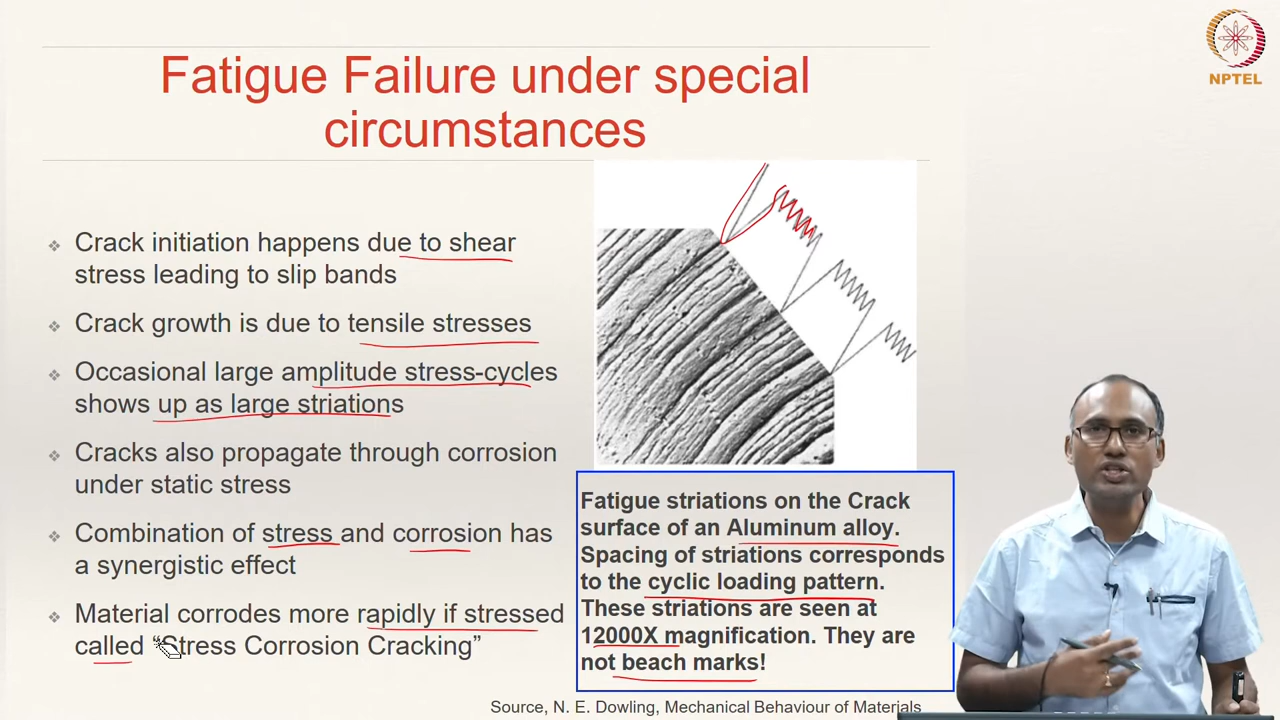 Fatigue Failure under special
circumstances
NPTEL
Crack initiation happens due to shear
stress leading to slip bands
Crack growth is due to tensile stresses
Occasional large amplitude stress-cycles
shows up as large striations
Cracks also propagate through corrosion
under static stress
Combination of stress and corrosion has
a synergistic effect
Material corrodes more rapidly if stressed
called “Stress Corrosion Cracking”
Fatigue striations on the Crack
surface of an Aluminum alloy.
Spacing of striations corresponds
to the cyclic loading pattern.
These striations are seen at
12000X magnification. They are
not beach marks!
Source, N. E. Dowling, Mechanical Behaviour of Materials